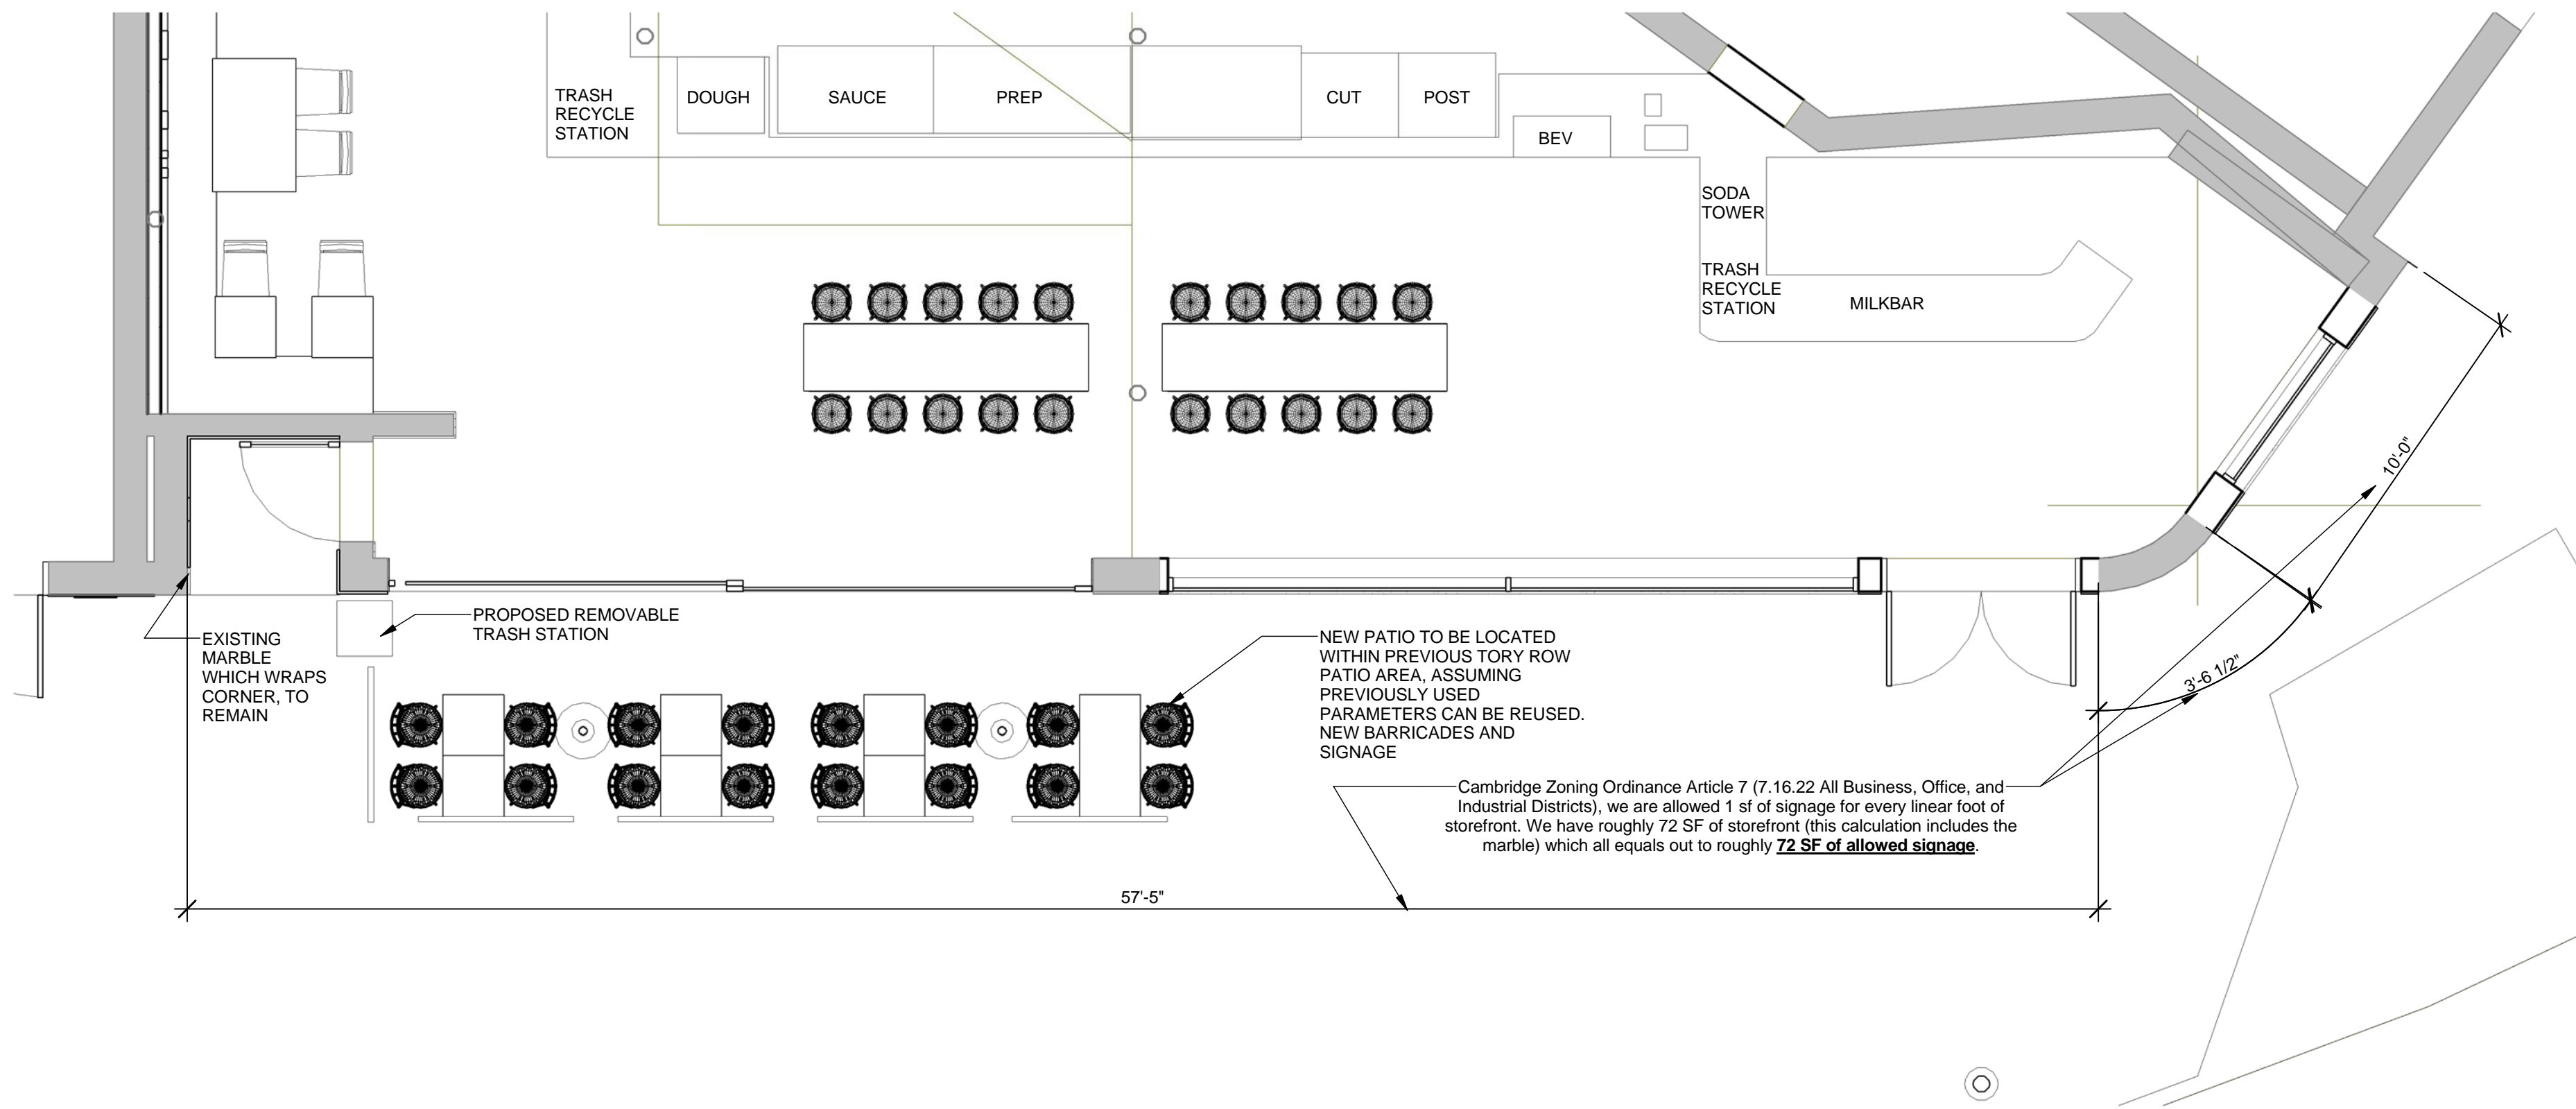 TRASH
RECYCLE
STATION
DOUGH
SAUCE
PREP
CUT
POST
BEV
SODA
TOWER
TRASH
RECYCLE
STATION
MILKBAR
10'-0"
3'-6 1/2"
PROPOSED REMOVABLE
TRASH STATION
EXISTING
MARBLE
WHICH WRAPS
CORNER, TO
REMAIN
NEW PATIO TO BE LOCATED
WITHIN PREVIOUS TORY ROW
PATIO AREA, ASSUMING
PREVIOUSLY USED
PARAMETERS CAN BE REUSED.
NEW BARRICADES AND
SIGNAGE
Cambridge Zoning Ordinance Article 7 (7.16.22 All Business, Office, and
Industrial Districts), we are allowed 1 sf of signage for every linear foot of
storefront. We have roughly 72 SF of storefront (this calculation includes the
marble) which all equals out to roughly 72 SF of allowed signage.
57'-5"